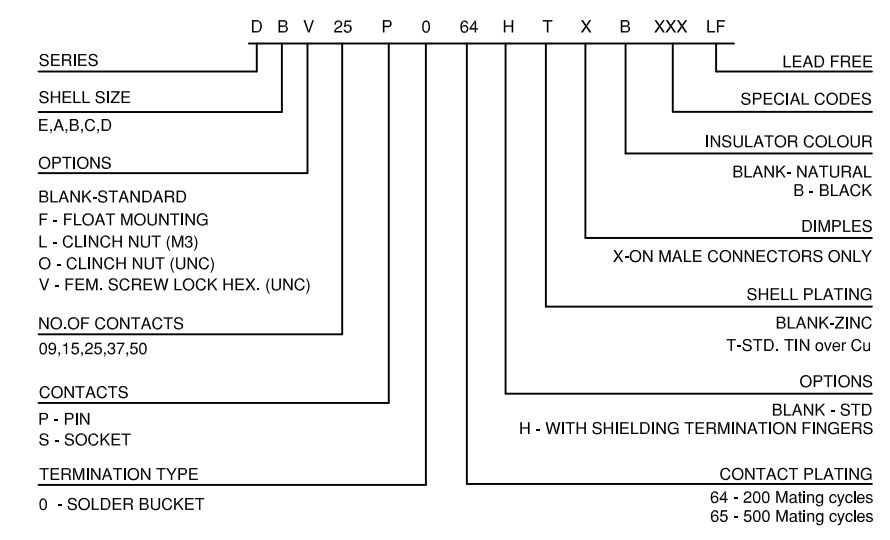 D B V 25 P 0 64 H T X B XXX LF
SERIES
SHELL SIZE
E,A,B,C,D
OPTIONS
BLANK-STANDARD
F - FLOAT MOUNTING
L - CLINCH NUT (M3)
O - CLINCH NUT (UNC)
V - FEM. SCREW LOCK HEX. (UNC)
NO.OF CONTACTS
09,15,25,37,50
CONTACTS
P - PIN
S - SOCKET
TERMINATION TYPE
0 - SOLDER BUCKET
LEAD FREE
SPECIAL CODES
INSULATOR COLOUR
BLANK- NATURAL
B - BLACK
DIMPLES
X-ON MALE CONNECTORS ONLY
SHELL PLATING
BLANK-ZINC
T-STD. TIN over Cu
OPTIONS
BLANK - STD
H - WITH SHIELDING TERMINATION FINGERS
CONTACT PLATING
64 - 200 Mating cycles
65 - 500 Mating cycles